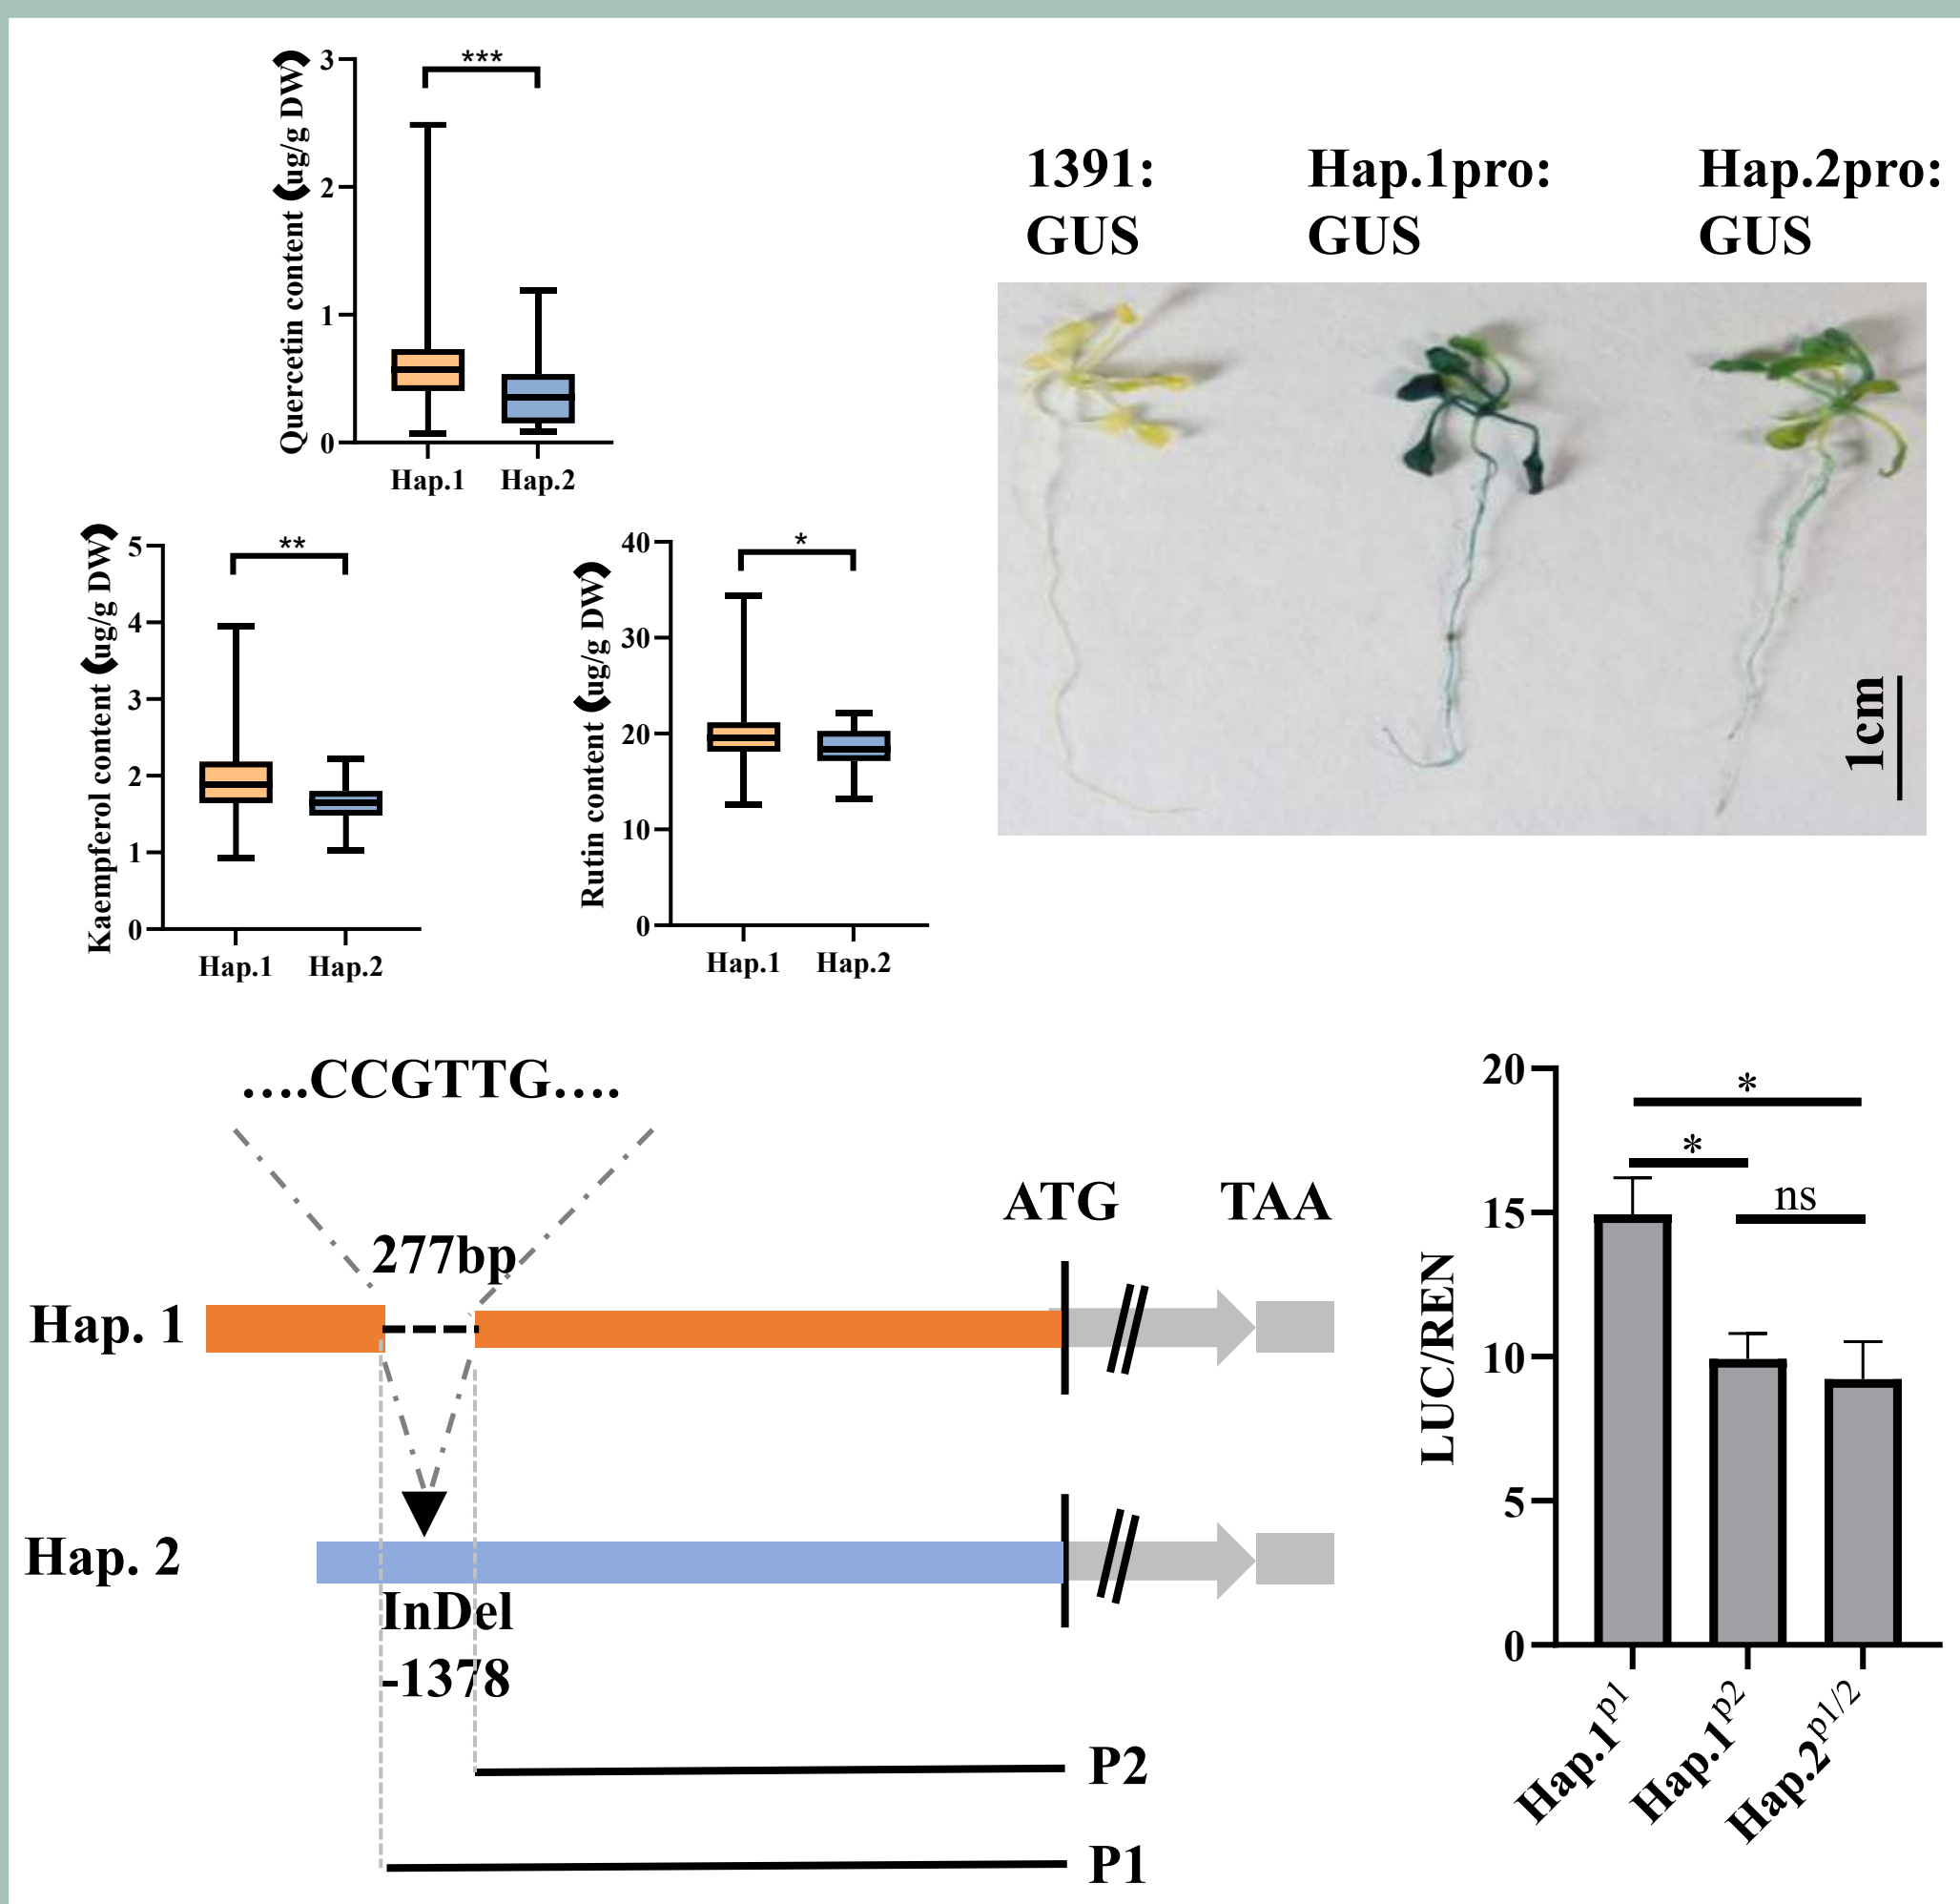 Quercetin content (ug/g DW)
3
2
1
0
***
Hap.1
Hap.2
Kaempferol content (ug/g DW)
5
4
3
2
1
0
**
Hap.1
Hap.2
Rutin content (ug/g DW)
40
30
20
10
0
*
Hap.1
Hap.2
1391:
GUS
Hap.1pro:
GUS
Hap.2pro:
GUS
1cm
....CCGTTG....
277bp
ATG
TAA
Hap. 1
Hap. 2
InDel
-1378
P2
P1
LUC/REN
20
15
10
5
0
*
*
ns
Hap.1p1
Hap.1p2
Hap.2p1/2